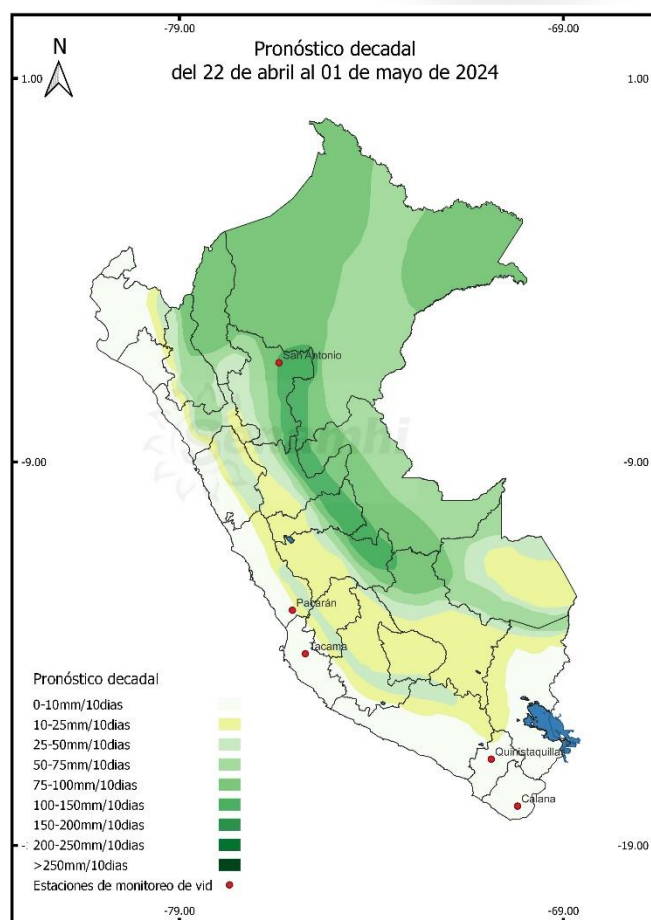 -79.00
-69.00
N
Pronóstico decadal
del 22 de abril al 01 de mayo de 2024
1.00
1.00
San Antonio
Senamhi
-9.00
-9.00
Pacarán
Tacama
Quinistaquilla
Calana
Pronóstico decadal
0-10mm/10dias
10-25mm/10dias
25-50mm/10dias
50-75mm/10dias
75-100mm/10dias
100-150mm/10dias
150-200mm/10dias
200-250mm/10dias
>250mm/10dias
Estaciones de monitoreo de vid
-19.00
-79.00
-69.00